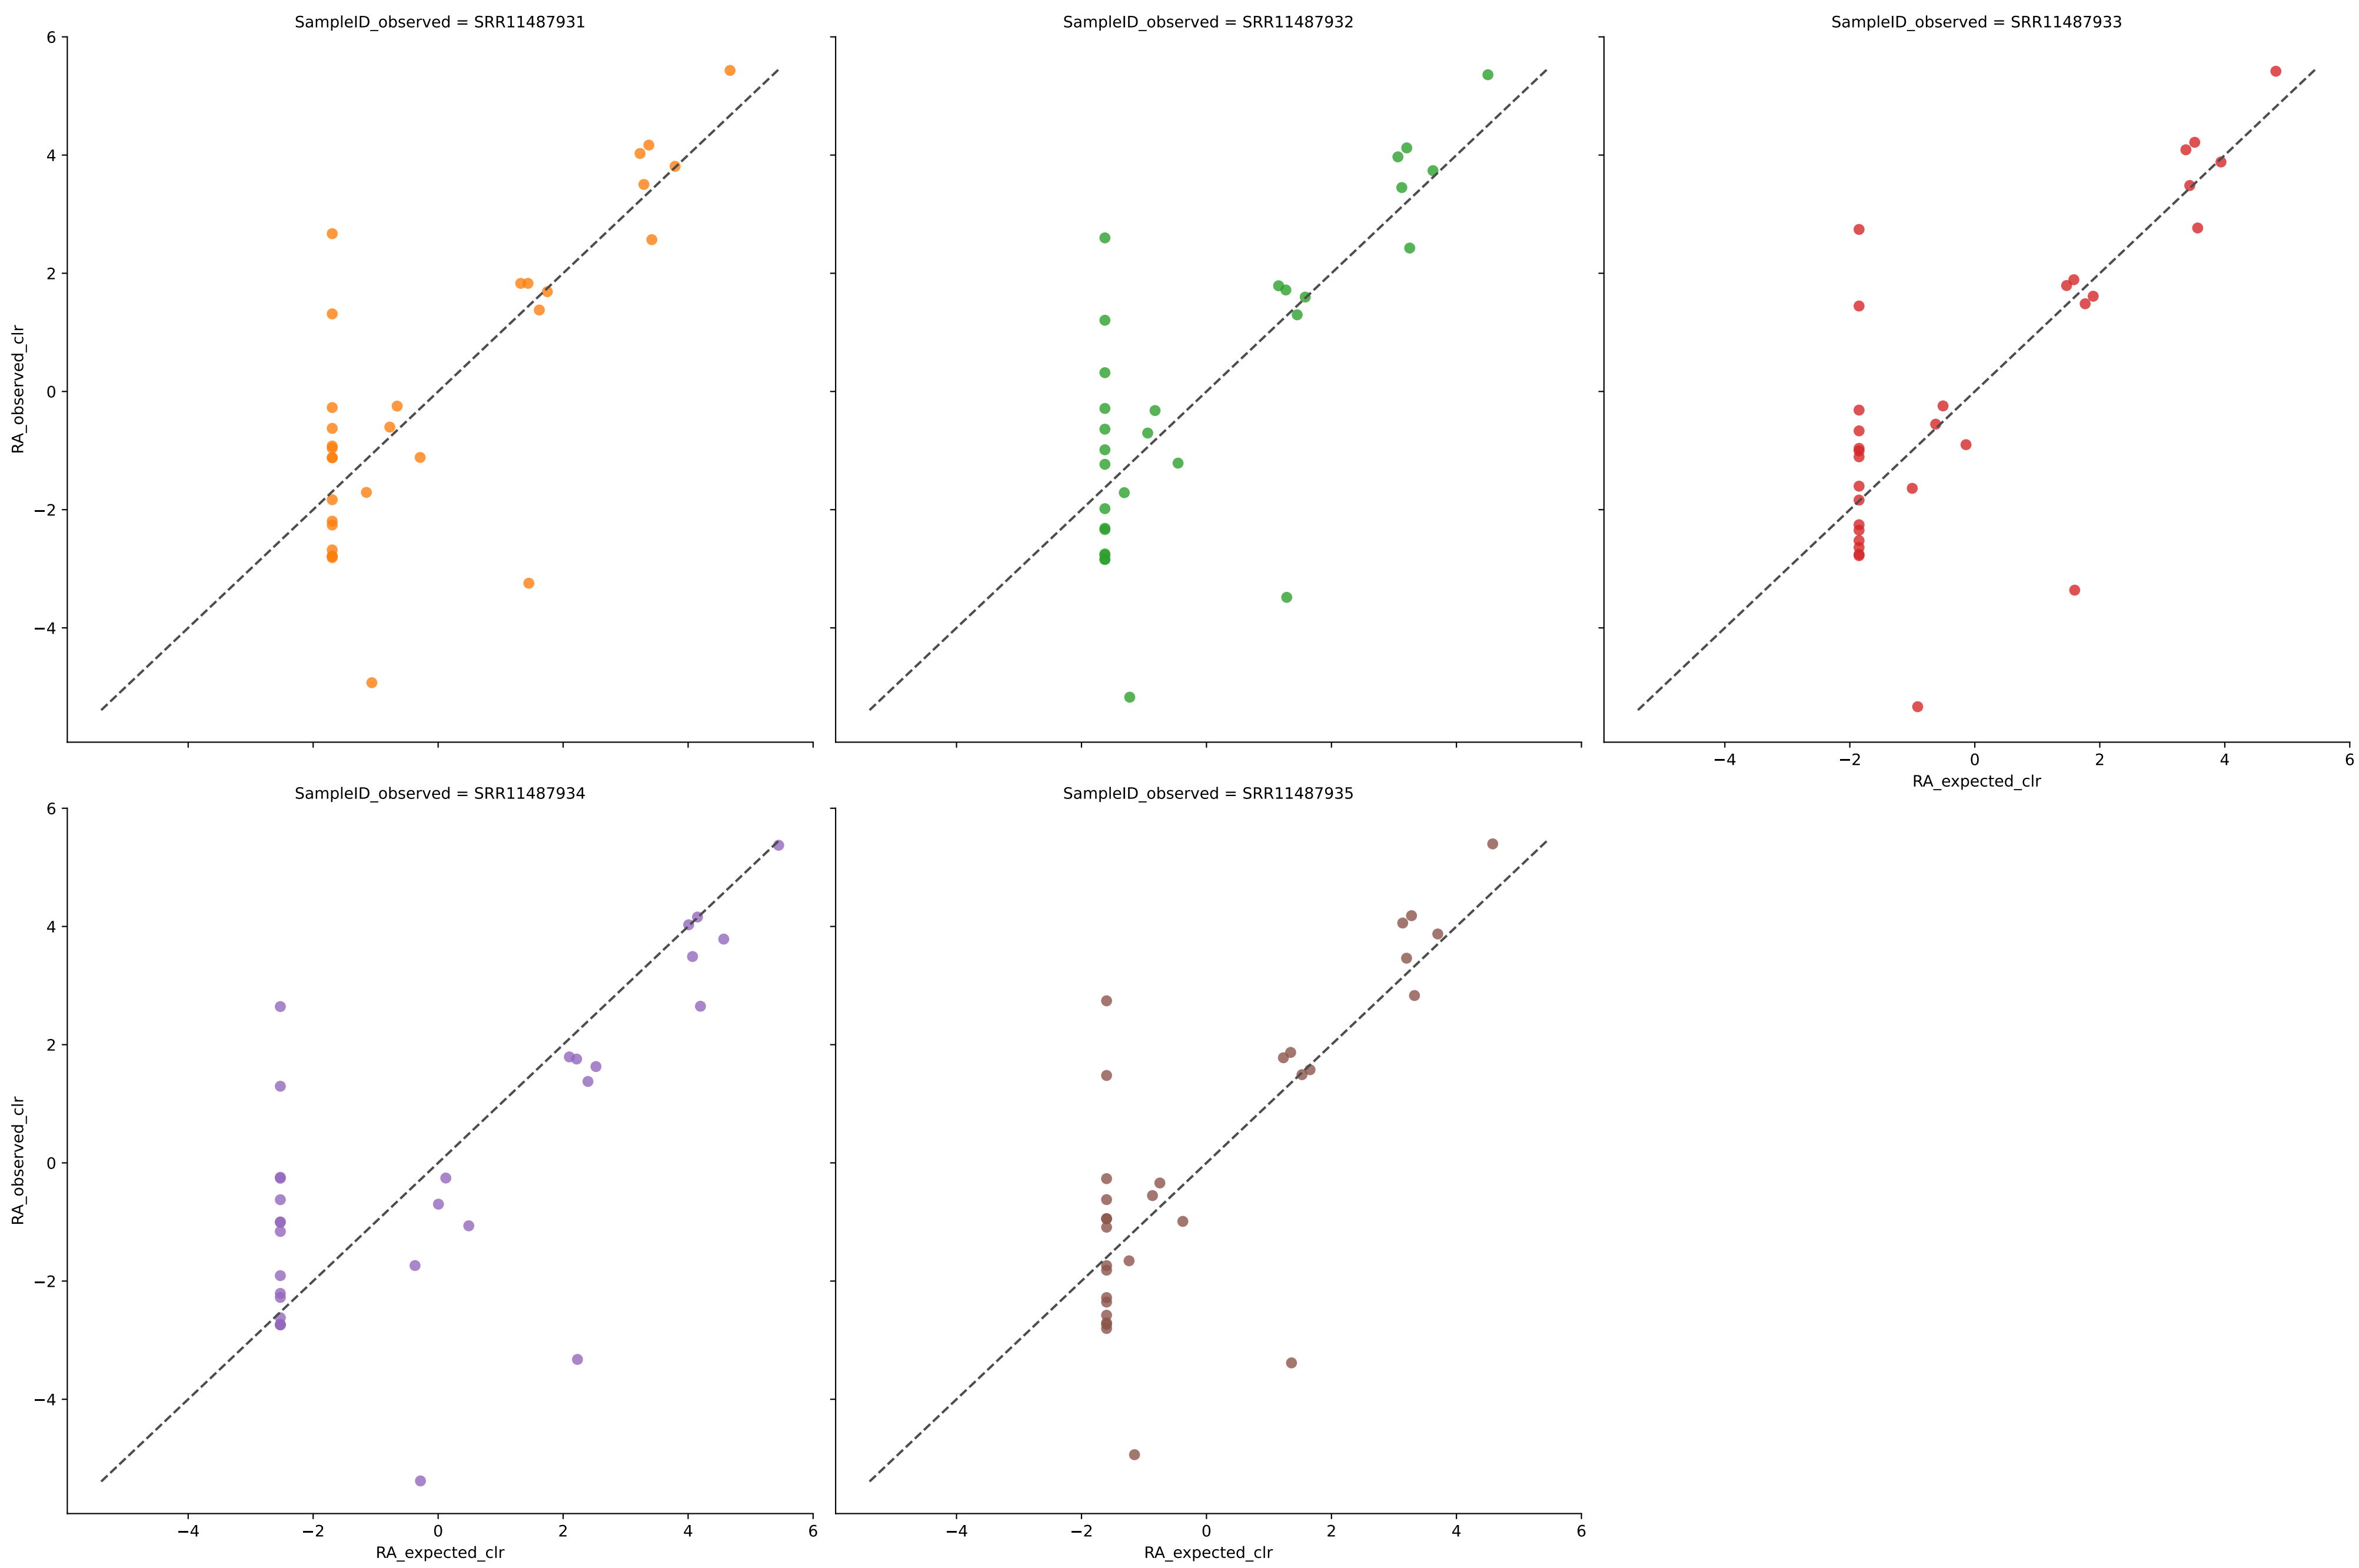 SampleID_observed = SRR11487931
SampleID_observed = SRR11487932
SampleID_observed = SRR11487933
6
4
2
0
−2
−4
RA_observed_clr
−4 −2 0 2 4 6
RA_expected_clr
SampleID_observed = SRR11487934
SampleID_observed = SRR11487935
6
4
2
0
−2
−4
RA_observed_clr
−4 −2 0 2 4 6
−4 −2 0 2 4 6
RA_expected_clr
RA_expected_clr